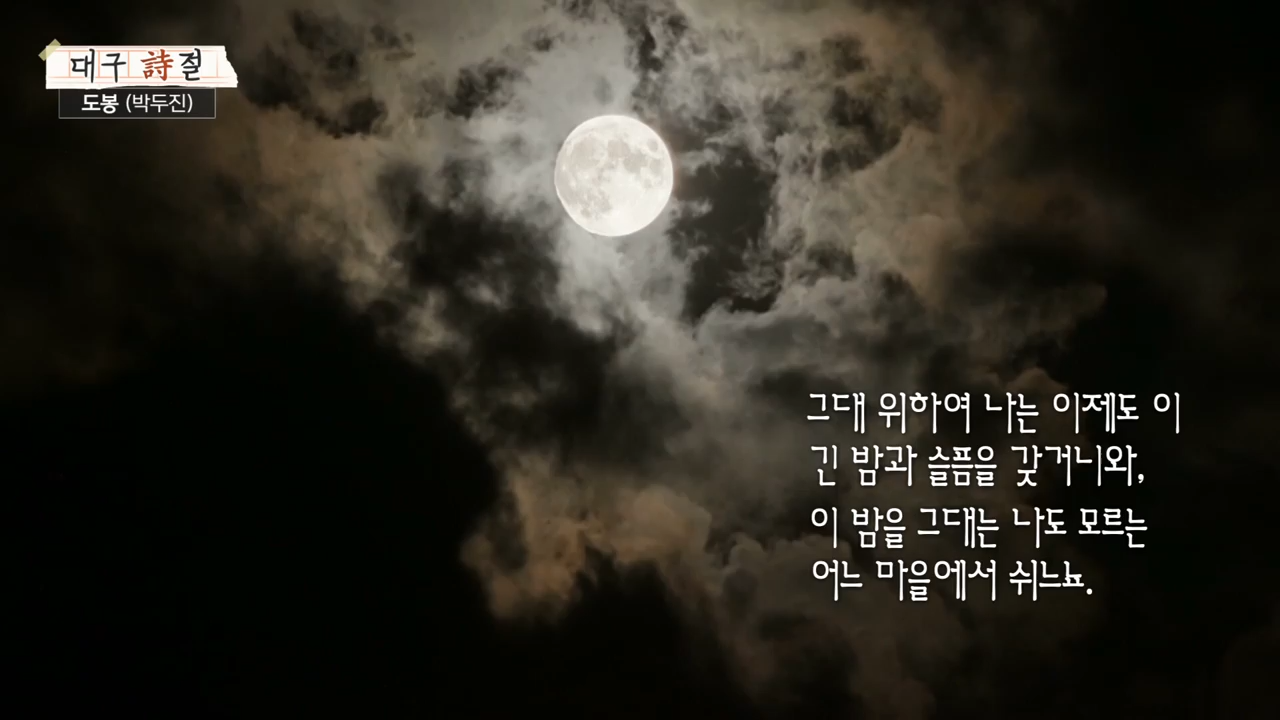 대구 詩절
도봉 (박두진)
그대 위하여 나는 이제도 이
긴 밤과 슬픔을 갖거니와,
이 밤을 그대는 나도 모르는
어느 마을에서 쉬느뇨.